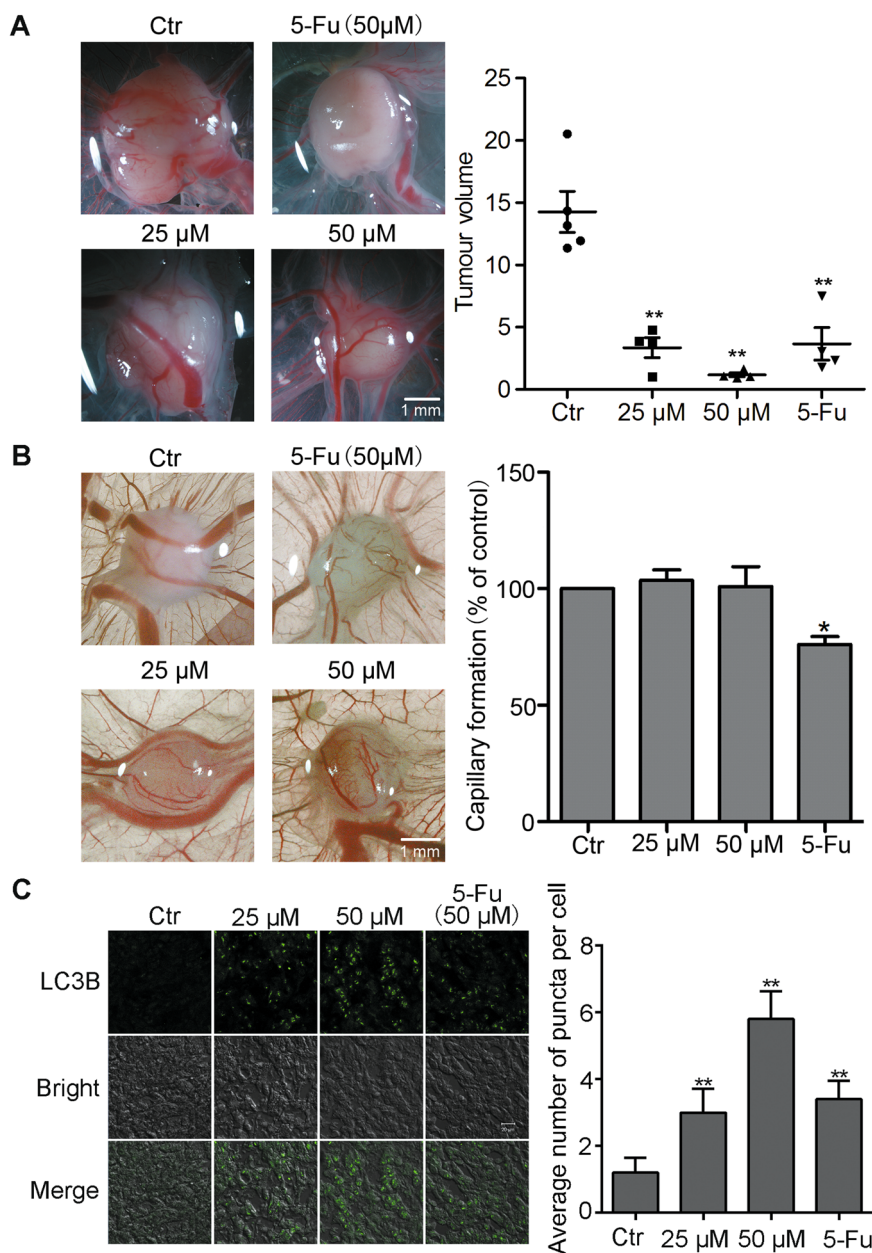 A
Ctr
5-Fu (50μM)
25 μM
50 μM
1 mm
Tumour volume
25
20
15
10
5
0
**
**
**
Ctr
25 μM
50 μM
5-Fu
B
Ctr
5-Fu (50μM)
25 μM
50 μM
1 mm
Capillary formation (% of control)
150
100
50
0
*
Ctr
25 μM
50 μM
5-Fu
C
Ctr
25 μM
50 μM
5-Fu
(50 μM)
LC3B
Bright
Merge
Average number of puncta per cell
8
6
4
2
0
**
**
**
Ctr
25 μM
50 μM
5-Fu